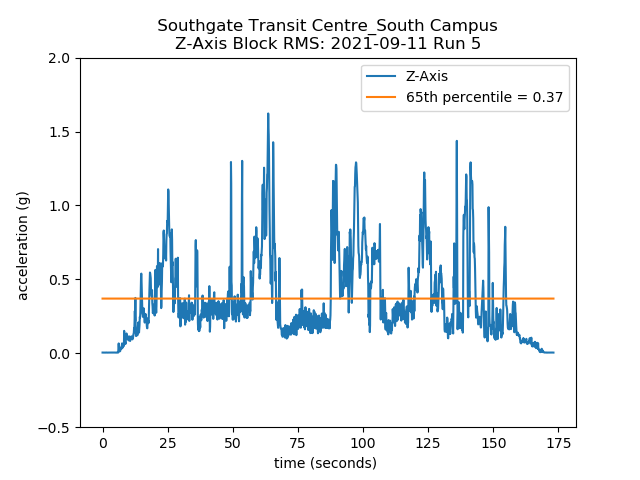 Southgate Transit Centre_South Campus
Z-Axis Block RMS: 2021-09-11 Run 5
2.0
Z-Axis
65th percentile = 0.37
1.5
1.0
0.5
0.0
−0.5
acceleration (g)
0 25 50 75 100 125 150 175
time (seconds)